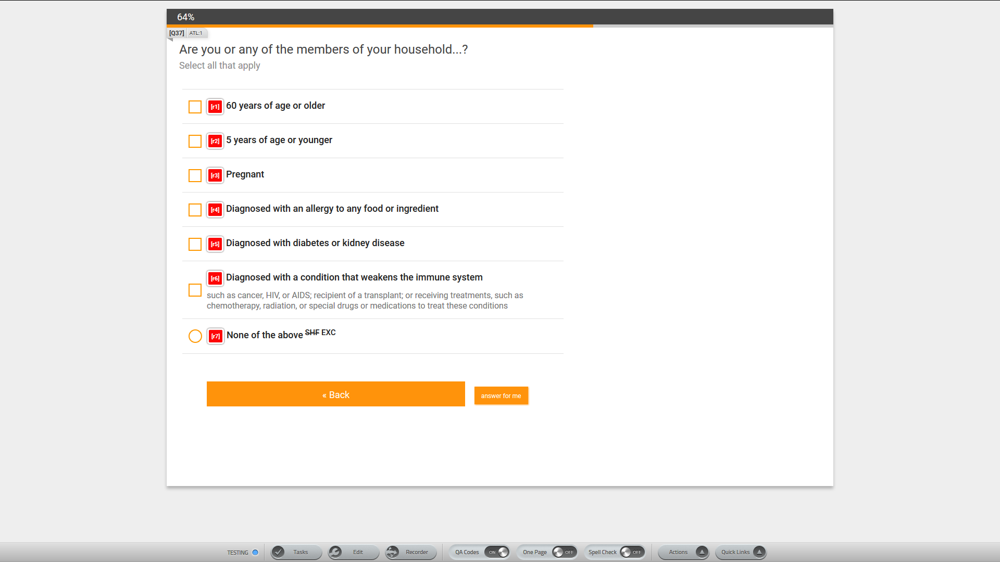 64%
[Q37] ATL:1
Are you or any of the members of your household...?
Select all that apply
[r1] 60 years of age or older
[r2] 5 years of age or younger
[r3] Pregnant
[r4] Diagnosed with an allergy to any food or ingredient
[r5] Diagnosed with diabetes or kidney disease
[r6] Diagnosed with a condition that weakens the immune system
such as cancer, HIV, or AIDS; recipient of a transplant; or receiving treatments, such as
chemotherapy, radiation, or special drugs or medications to treat these conditions
[r7] None of the above SHF EXC
« Back answer for me
TESTING Tasks Edit Recorder QA Codes ON One Page OFF Spell Check OFF Actions Quick Links